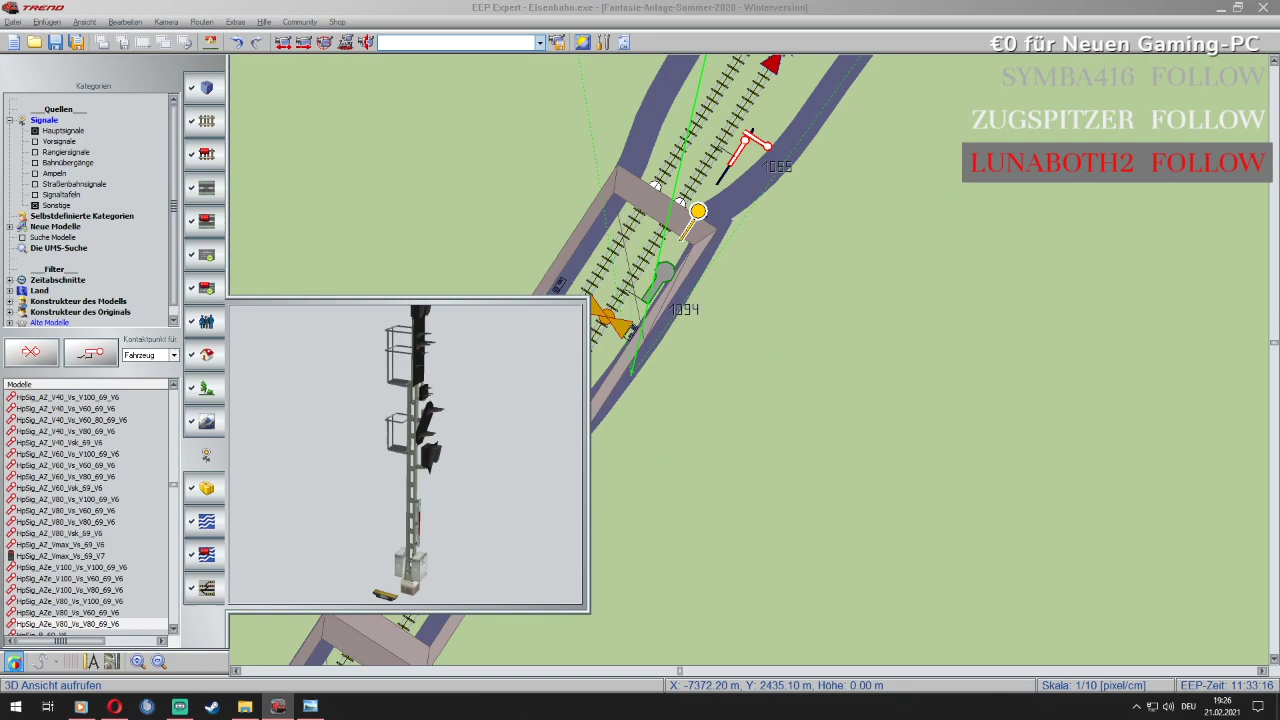 TREND
EEP Expert - Eisenbahn.exe - [Fantasie-Anlage-Sommer-2020 - Winterversion]
Datei Einfügen Ansicht Bearbeiten Kamera Routen Extras Hilfe Community Shop
€0 für Neuen Gaming-PC
SYMBA416 FOLLOW
ZUGSPITZER FOLLOW
LUNABOTH2 FOLLOW
Kategorien
___Quellen___
Signale
Hauptsignale
Vorsignale
Rangiersignale
Bahnübergänge
Ampeln
Straßenbahnsignale
Signaltafeln
Sonstige
Selbstdefinierte Kategorien
Neue Modelle
Suche Modelle
Die UMS-Suche
___Filter___
Zeitabschnitte
Land
Konstrukteur des Modells
Konstrukteur des Originals
Alte Modelle
Kontaktpunkt für:
Fahrzeug
Modelle
HpSig_AZ_V40_Vs_V100_69_V6
HpSig_AZ_V40_Vs_V60_69_V6
HpSig_AZ_V40_Vs_V60_80_69_V6
HpSig_AZ_V40_Vs_V80_69_V6
HpSig_AZ_V40_Vsk_69_V6
HpSig_AZ_V60_Vs_V100_69_V6
HpSig_AZ_V60_Vs_V60_69_V6
HpSig_AZ_V60_Vs_V80_69_V6
HpSig_AZ_V60_Vsk_69_V6
HpSig_AZ_V80_Vs_V100_69_V6
HpSig_AZ_V80_Vs_V60_69_V6
HpSig_AZ_V80_Vs_V80_69_V6
HpSig_AZ_V80_Vsk_69_V6
HpSig_AZ_Vmax_Vs_69_V6
HpSig_AZ_Vmax_Vs_69_V7
HpSig_AZe_V100_Vs_V100_69_V6
HpSig_AZe_V100_Vs_V60_69_V6
HpSig_AZe_V100_Vs_V80_69_V6
HpSig_AZe_V80_Vs_V100_69_V6
HpSig_AZe_V80_Vs_V60_69_V6
HpSig_AZe_V80_Vs_V80_69_V6
1055
1094
3D Ansicht aufrufen
X: -7372.20 m, Y: 2435.10 m, Höhe: 0.00 m
Skala: 1/10 [pixel/cm]
EEP-Zeit: 11:33:16
DEU
19:26
21.02.2021